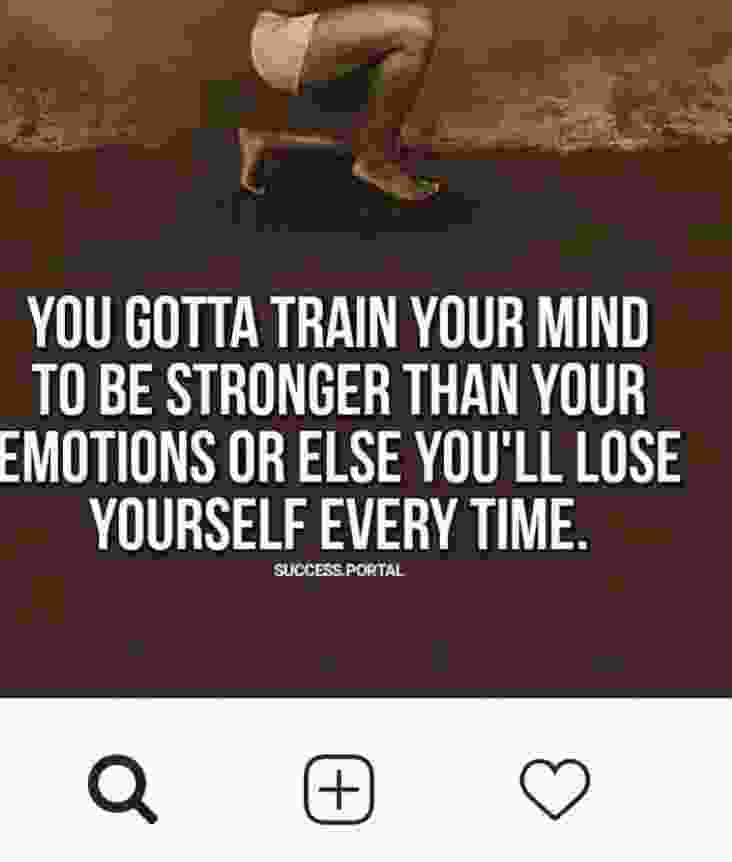 YOU GOTTA TRAIN YOUR MIND
TO BE STRONGER THAN YOUR
EMOTIONS OR ELSE YOU'LL LOSE
YOURSELF EVERY TIME.
SUCCESS.PORTAL